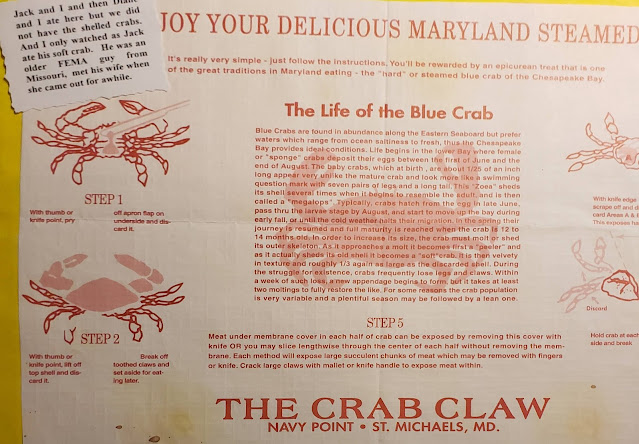 Jack and I and then Diane
and I ate here but we did
not have the shelled crabs.
And I only watched as Jack
ate his soft crab. He was an
older FEMA guy from
Missouri, met his wife when
she came out for awhile.
JOY YOUR DELICIOUS MARYLAND STEAMED
It's really very simple - just follow the instructions. You'll be rewarded by an epicurean treat that is one
of the great traditions in Maryland eating - the "hard" or steamed blue crab of the Chesapeake Bay.
The Life of the Blue Crab
Blue Crabs are found in abundance along the Eastern Seaboard but prefer
waters which range from ocean saltiness to fresh, thus the Chesapeake
Bay provides ideal conditions. Life begins in the lower Bay where female
or "sponge" crabs deposit their eggs between the first of June and the
end of August. The baby crabs, which at birth, are about 1/25 of an inch
long appear very unlike the mature crab and look more like a swimming
question mark with seven pairs of legs and a long tail. This "Zoea" sheds
its shell several times when it begins to resemble the adult, and is then
called a "megalops". Typically, crabs hatch from the egg in late June,
pass thru the larvae stage by August, and start to move up the bay during
early fall, or until the cold weather halts their migration. In the spring their
journey is resumed and full maturity is reached when the crab is 12 to
14 months old. In order to increase its size, the crab must molt or shed
its outer skeleton. As it approaches a molt it becomes first a "peeler" and
as it actually sheds its old shell it becomes a "soft" crab. It is then velvety
in texture and roughly 1/3 again as large as the discarded shell. During
the struggle for existence, crabs frequently lose legs or claws. Within
a week of such loss, a new appendage begins to form, but it takes at least
two moltings to fully restore the like. For some reasons the crab population
is very variable and a plentiful season may be followed by a lean one.
STEP 1
With thumb or
knife point, pry
off apron flap on
underside and dis-
card it.
STEP 2
With thumb or
knife point, lift off
top shell and dis-
card it.
Break off
toothed claws and
set aside for eat-
ing later.
STEP 5
Meat under membrane cover in each half of crab can be exposed by removing this cover with
knife OR you may slice lengthwise through the center of each half without removing the mem-
brane. Each method will expose large succulent chunks of meat which may be removed with fingers
or knife. Crack large claws with mallet or knife handle to expose meat within.
With knife edge
scrape off and di
card Areas A & B
This exposes
Discard
Hold crab at each
side and break
THE CRAB CLAW
NAVY POINT • ST. MICHAELS, MD.